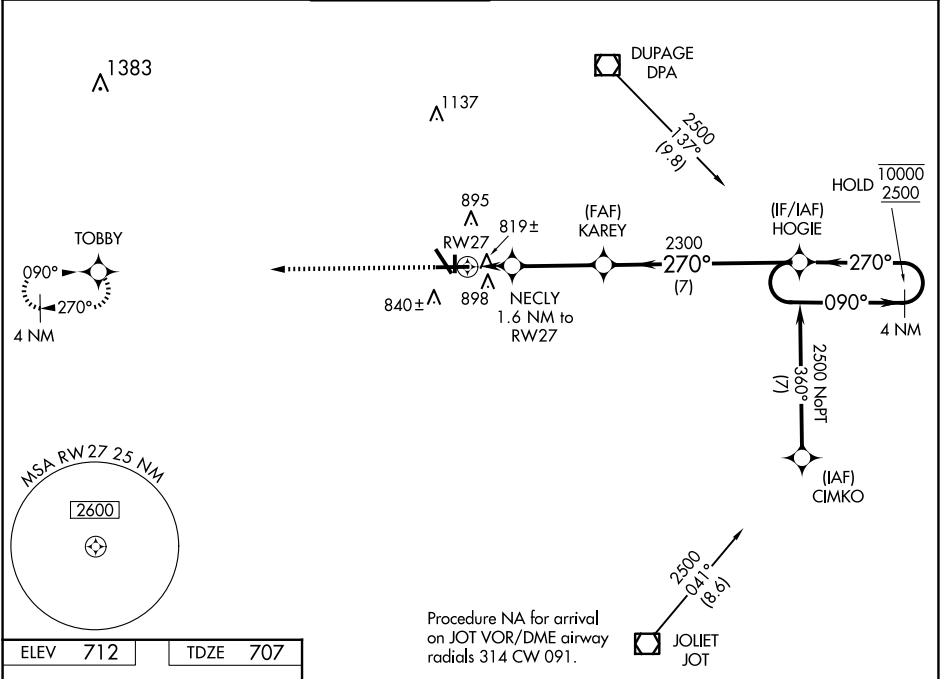 1383
1137
DUPAGE
DPA
2500
137°
(9.8)
HOLD
10000
2500
895
819±
RW27
(FAF)
KAREY
(IF/IAF)
HOGIE
TOBBY
090°
270°
4 NM
840±
898
NECLY
1.6 NM to
RW27
2300
270°
(7)
270°
090°
4 NM
2500 NoPT
360°
(7)
(IAF)
CIMKO
MSA RW27 25 NM
2600
2500
041°
(8.6)
JOLIET
JOT
Procedure NA for arrival
on JOT VOR/DME airway
radials 314 CW 091.
ELEV 712
TDZE 707